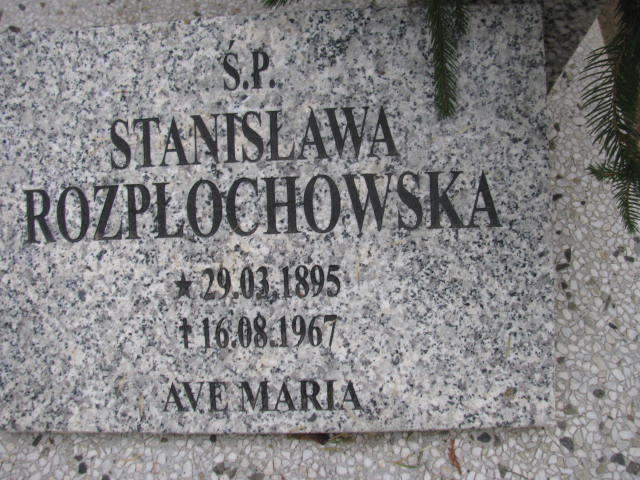 Ś.P.
STANISŁAWA
ROZPŁOCHOWSKA
★ 29.03.1895
† 16.08.1967
AVE MARIA